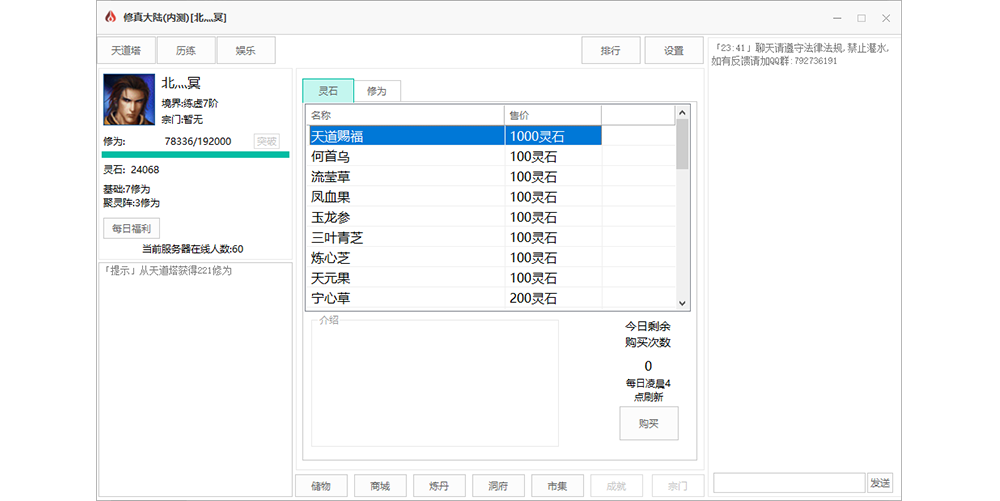 修真大陆(内测)[北灬冥]
天道塔 历练 娱乐 排行 设置
北灬冥
境界:练虚7阶
宗门:暂无
修为: 78336/192000 突破
灵石: 24068
基础:7修为
聚灵阵:3修为
每日福利
当前服务器在线人数:60
「提示」从天道塔获得221修为
灵石 修为
名称 售价
天道赐福 1000灵石
何首乌 100灵石
流莹草 100灵石
凤血果 100灵石
玉龙参 100灵石
三叶青芝 100灵石
炼心芝 100灵石
天元果 100灵石
宁心草 200灵石
介绍
今日剩余
购买次数
0
每日凌晨4
点刷新
购买
储物 商城 炼丹 洞府 市集 成就 宗门
「23:41」聊天请遵守法律法规,禁止灌水,
如有反馈请加QQ群:792736191
发送